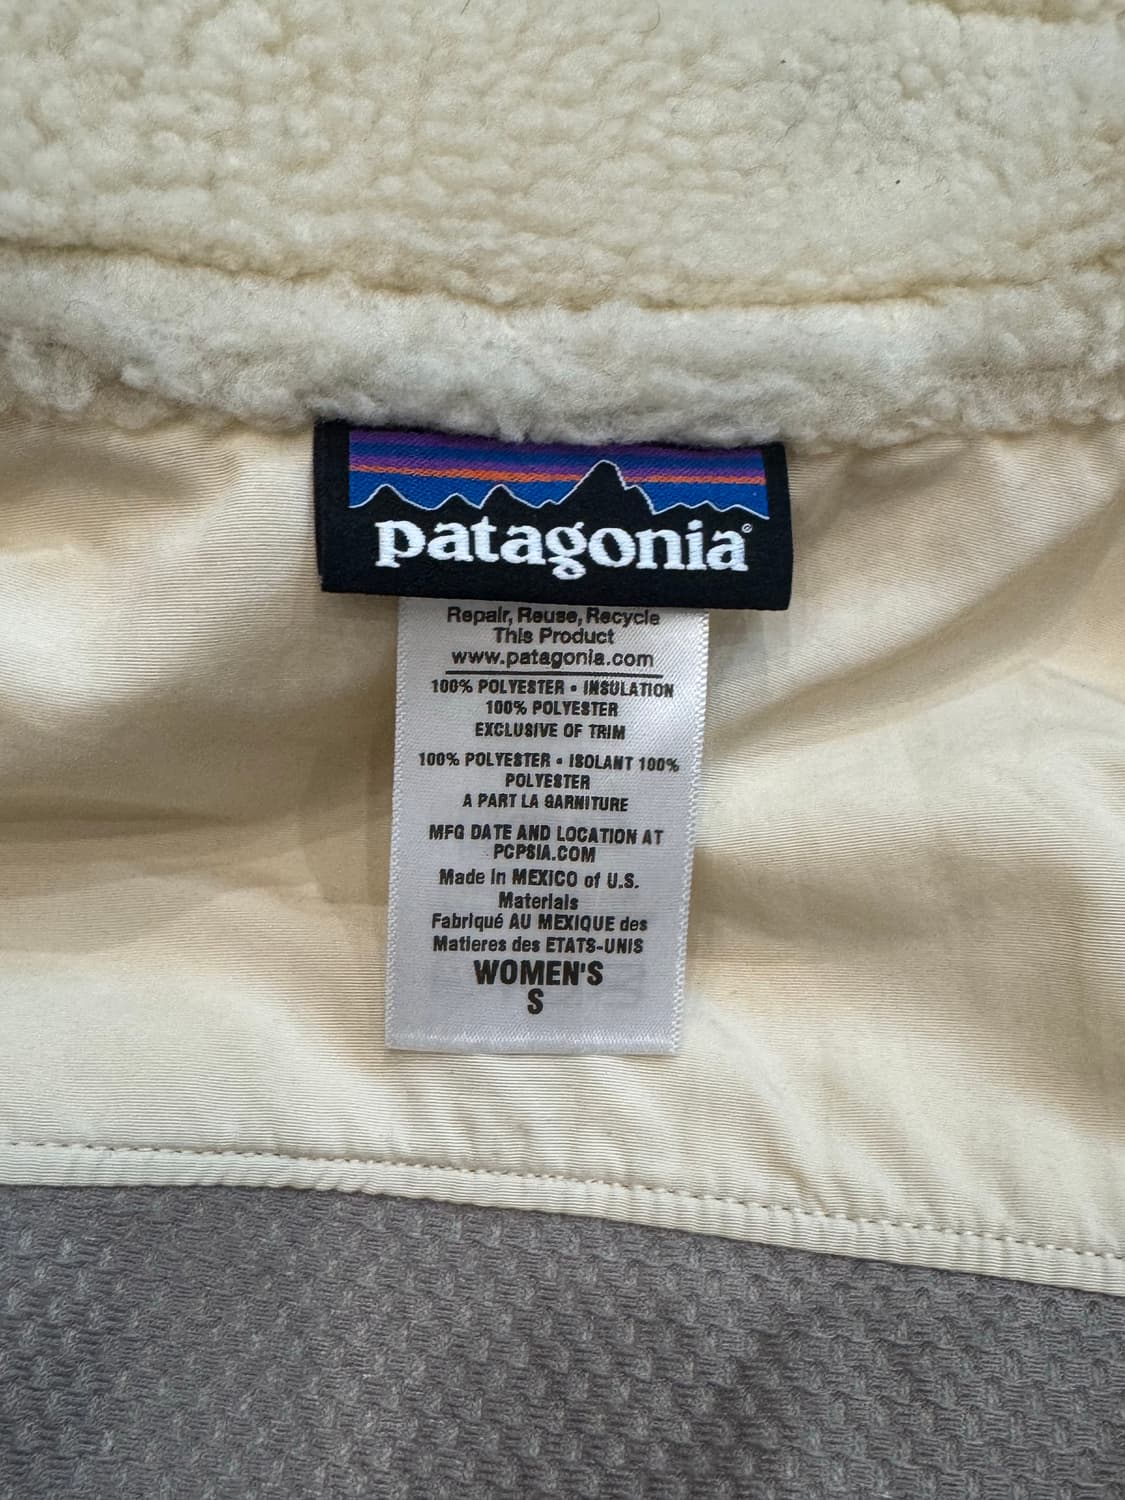 patagonia®
Repair, Reuse, Recycle
This Product
www.patagonia.com
100% POLYESTER • INSULATION
100% POLYESTER
EXCLUSIVE OF TRIM
100% POLYESTER • ISOLANT 100%
POLYESTER
A PART LA GARNITURE
MFG DATE AND LOCATION AT
PCPSIA.COM
Made in MEXICO of U.S.
Materials
Fabriqué AU MEXIQUE des
Matieres des ETATS-UNIS
WOMEN'S
S